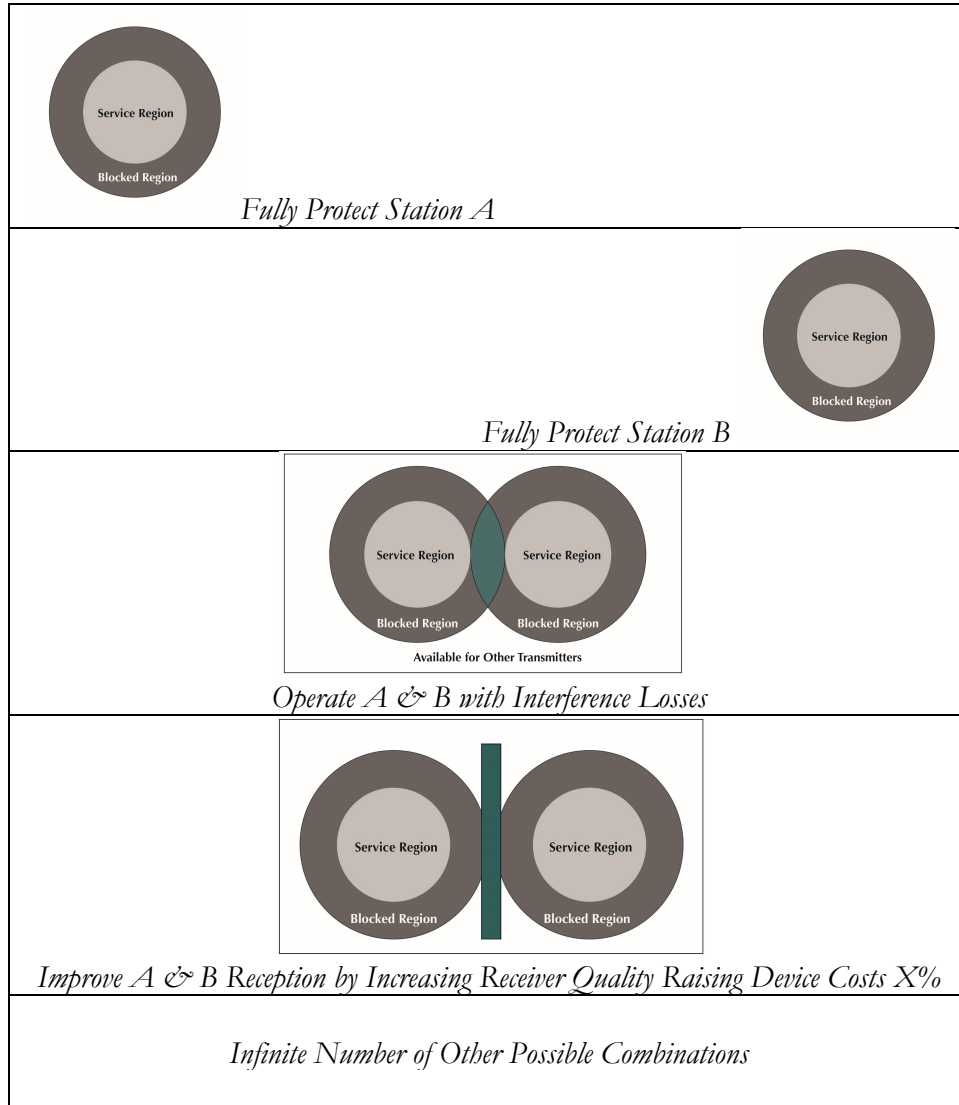 Service Region
Blocked Region
Fully Protect Station A
Service Region
Blocked Region
Fully Protect Station B
Service Region Service Region
Blocked Region Blocked Region
Available for Other Transmitters
Operate A & B with Interference Losses
Service Region Service Region
Blocked Region Blocked Region
Improve A & B Reception by Increasing Receiver Quality Raising Device Costs X%
Infinite Number of Other Possible Combinations